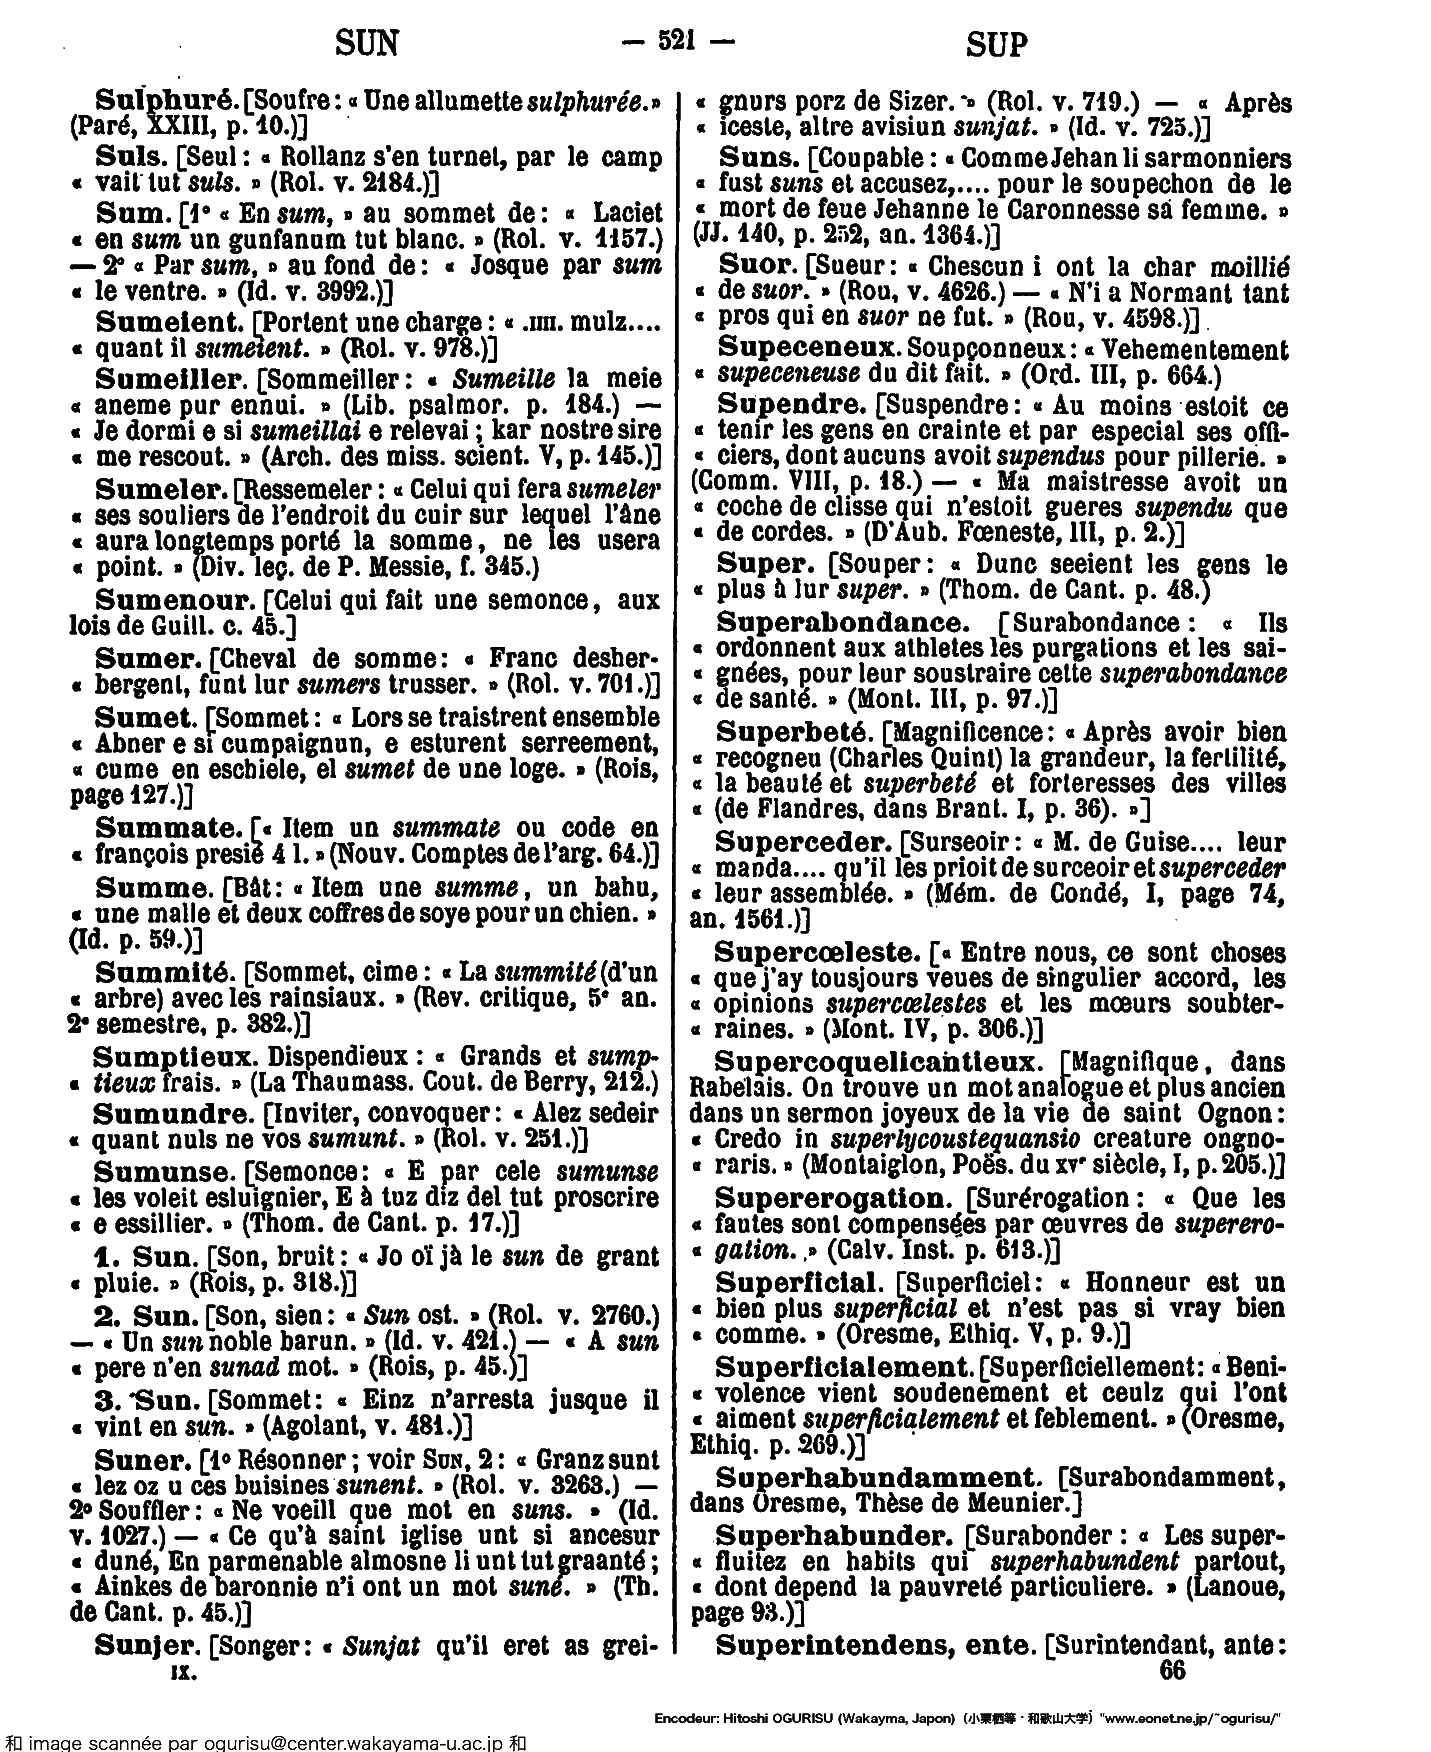 SUN — 521 — SUP
Sulphuré. [Soufre : « Une allumette sulphurée. »
(Paré, XXIII, p. 10.)]
Suls. [Seul : « Rollanz s'en turnet, par le camp
« vait tut suls. » (Rol. v. 2184.)]
Sum. [1° « En sum, » au sommet de : « Laciet
« en sum un gunfanum tut blanc. » (Rol. v. 1157.)
— 2° « Par sum, » au fond de : « Josque par sum
« le ventre. » (Id. v. 3992.)]
Sumeient. [Portent une charge : « .IIII. mulz....
« quant il sumeient. » (Rol. v. 978.)]
Sumeiller. [Sommeiller : « Sumeille la meie
« aneme pur ennui. » (Lib. psalmor. p. 184.) —
« Je dormi e si sumeillai e relevai ; kar nostre sire
« me rescout. » (Arch. des miss. scient. V, p. 145.)]
Sumeler. [Ressemeler : « Celui qui fera sumeler
« ses souliers de l'endroit du cuir sur lequel l'âne
« aura longtemps porté la somme, ne les usera
« point. » (Div. leç. de P. Messie, f. 345.)
Sumenour. [Celui qui fait une semonce, aux
lois de Guill. c. 45.]
Sumer. [Cheval de somme : « Franc desher-
« bergent, funt lur sumers trusser. » (Rol. v. 701.)]
Sumet. [Sommet : « Lors se traistrent ensemble
« Abner e si cumpaignun, e esturent serreement,
« cume en eschiele, el sumet de une loge. » (Rois,
page 127.)]
Summate. [« Item un summate ou code en
« françois presié 4 l. » (Nouv. Comptes de l'arg. 64.)]
Summe. [Bât : « Item une summe, un bahu,
« une malle et deux coffres de soye pour un chien. »
(Id. p. 59.)]
Summité. [Sommet, cime : « La summité (d'un
« arbre) avec les rainsiaux. » (Rev. critique, 5e an.
2e semestre, p. 382.)]
Sumptieux. Dispendieux : « Grands et sump-
« tieux frais. » (La Thaumass. Cout. de Berry, 212.)
Sumundre. [Inviter, convoquer : « Alez sedeir
« quant nuls ne vos sumunt. » (Rol. v. 251.)]
Sumunse. [Semonce : « E par cele sumunse
« les voleit esluignier, E à tuz diz del tut proscrire
« e essillier. » (Thom. de Cant. p. 17.)]
1. Sun. [Son, bruit : « Jo oï jà le sun de grant
« pluie. » (Rois, p. 318.)]
2. Sun. [Son, sien : « Sun ost. » (Rol. v. 2760.)
— « Un sun noble barun. » (Id. v. 421.) — « A sun
« pere n'en sunad mot. » (Rois, p. 45.)]
3. Sun. [Sommet : « Einz n'arresta jusque il
« vint en sun. » (Agolant, v. 481.)]
Suner. [1° Résonner ; voir SUN, 2 : « Granz sunt
« lez oz u ces buisines sunent. » (Rol. v. 3263.) —
2° Souffler : « Ne voeill que mot en suns. » (Id.
v. 1027.) — « Ce qu'à saint iglise unt si ancesur
« duné, En parmenable almosne li unt tut graanté ;
« Ainkes de baronnie n'i ont un mot suné. » (Th.
de Cant. p. 45.)]
Sunjer. [Songer : « Sunjat qu'il eret as grei-
IX.
« gnurs porz de Sizer. » (Rol. v. 719.) — « Après
« iceste, altre avisiun sunjat. » (Id. v. 725.)]
Suns. [Coupable : « Comme Jehan li sarmonniers
« fust suns et accusez,.... pour le soupechon de le
« mort de feue Jehanne le Caronnesse sa femme. »
(JJ. 140, p. 252, an. 1364.)]
Suor. [Sueur : « Chescun i ont la char moillié
« de suor. » (Rou, v. 4626.) — « N'i a Normant tant
« pros qui en suor ne fut. » (Rou, v. 4598.)]
Supeceneux. Soupçonneux : « Vehementement
« supeceneuse du dit fait. » (Ord. III, p. 664.)
Supendre. [Suspendre : « Au moins estoit ce
« tenir les gens en crainte et par especial ses offi-
« ciers, dont aucuns avoit supendus pour pillerie. »
(Comm. VIII, p. 18.) — « Ma maistresse avoit un
« coche de clisse qui n'estoit gueres supendu que
« de cordes. » (D'Aub. Fœneste, III, p. 2.)]
Super. [Souper : « Dunc seeient les gens le
« plus à lur super. » (Thom. de Cant. p. 48.)
Superabondance. [Surabondance : « Ils
« ordonnent aux athletes les purgations et les sai-
« gnées, pour leur soustraire cette superabondance
« de santé. » (Mont. III, p. 97.)]
Superbeté. [Magnificence : « Après avoir bien
« recogneu (Charles Quint) la grandeur, la fertilité,
« la beauté et superbeté et forteresses des villes
« (de Flandres, dans Brant. I, p. 36). »]
Superceder. [Surseoir : « M. de Guise.... leur
« manda.... qu'il les prioit de surceoir et superceder
« leur assemblée. » (Mém. de Condé, I, page 74,
an. 1561.)]
Supercœleste. [« Entre nous, ce sont choses
« que j'ay tousjours veues de singulier accord, les
« opinions supercœlestes et les mœurs soubter-
« raines. » (Mont. IV, p. 306.)]
Supercoquelicantieux. [Magnifique, dans
Rabelais. On trouve un mot analogue et plus ancien
dans un sermon joyeux de la vie de saint Ognon :
« Credo in superlycoustequansio creature ongno-
« raris. » (Montaiglon, Poës. du XVe siècle, I, p. 205.)]
Supererogation. [Surérogation : « Que les
« fautes sont compensées par œuvres de superero-
« gation. » (Calv. Inst. p. 613.)]
Superficial. [Superficiel : « Honneur est un
« bien plus superficial et n'est pas si vray bien
« comme. » (Oresme, Ethiq. V, p. 9.)]
Superficialement. [Superficiellement : « Beni-
« volence vient soudenement et ceulz qui l'ont
« aiment superficialement et feblement. » (Oresme,
Ethiq. p. 269.)]
Superhabundamment. [Surabondamment,
dans Oresme, Thèse de Meunier.]
Superhabunder. [Surabonder : « Les super-
« fluitez en habits qui superhabundent partout,
« dont depend la pauvreté particuliere. » (Lanoue,
page 93.)]
Superintendens, ente. [Surintendant, ante :
66
Encodeur: Hitoshi OGURISU (Wakayma, Japon) (小栗栖等・和歌山大学) "www.eonet.ne.jp/~ogurisu/"
和 image scannée par ogurisu@center.wakayama-u.ac.jp 和